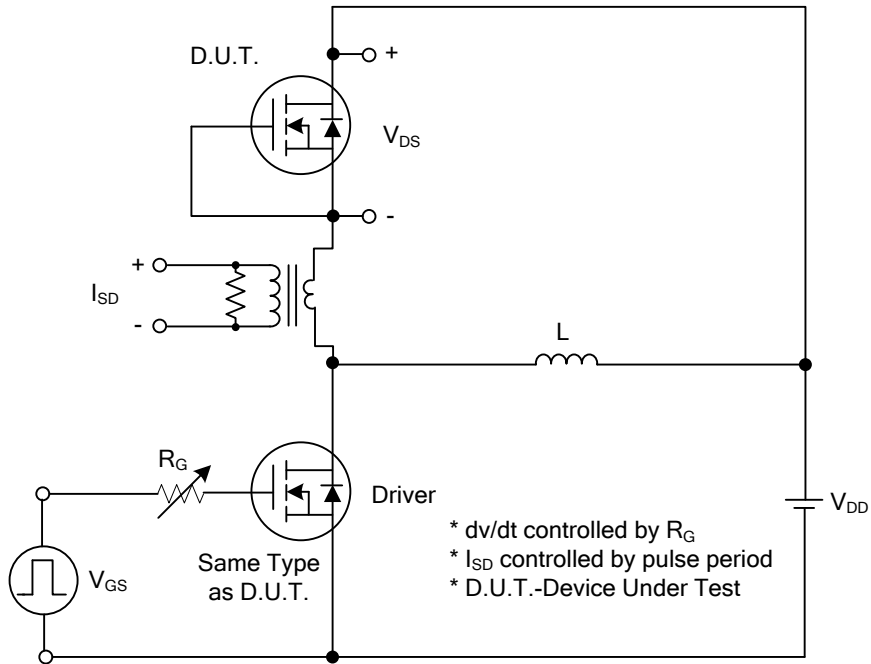 D.U.T.
+
V_DS
-
+
I_SD
-
L
R_G
Driver
V_DD
* dv/dt controlled by R_G
* I_SD controlled by pulse period
* D.U.T.-Device Under Test
Same Type
as D.U.T.
V_GS